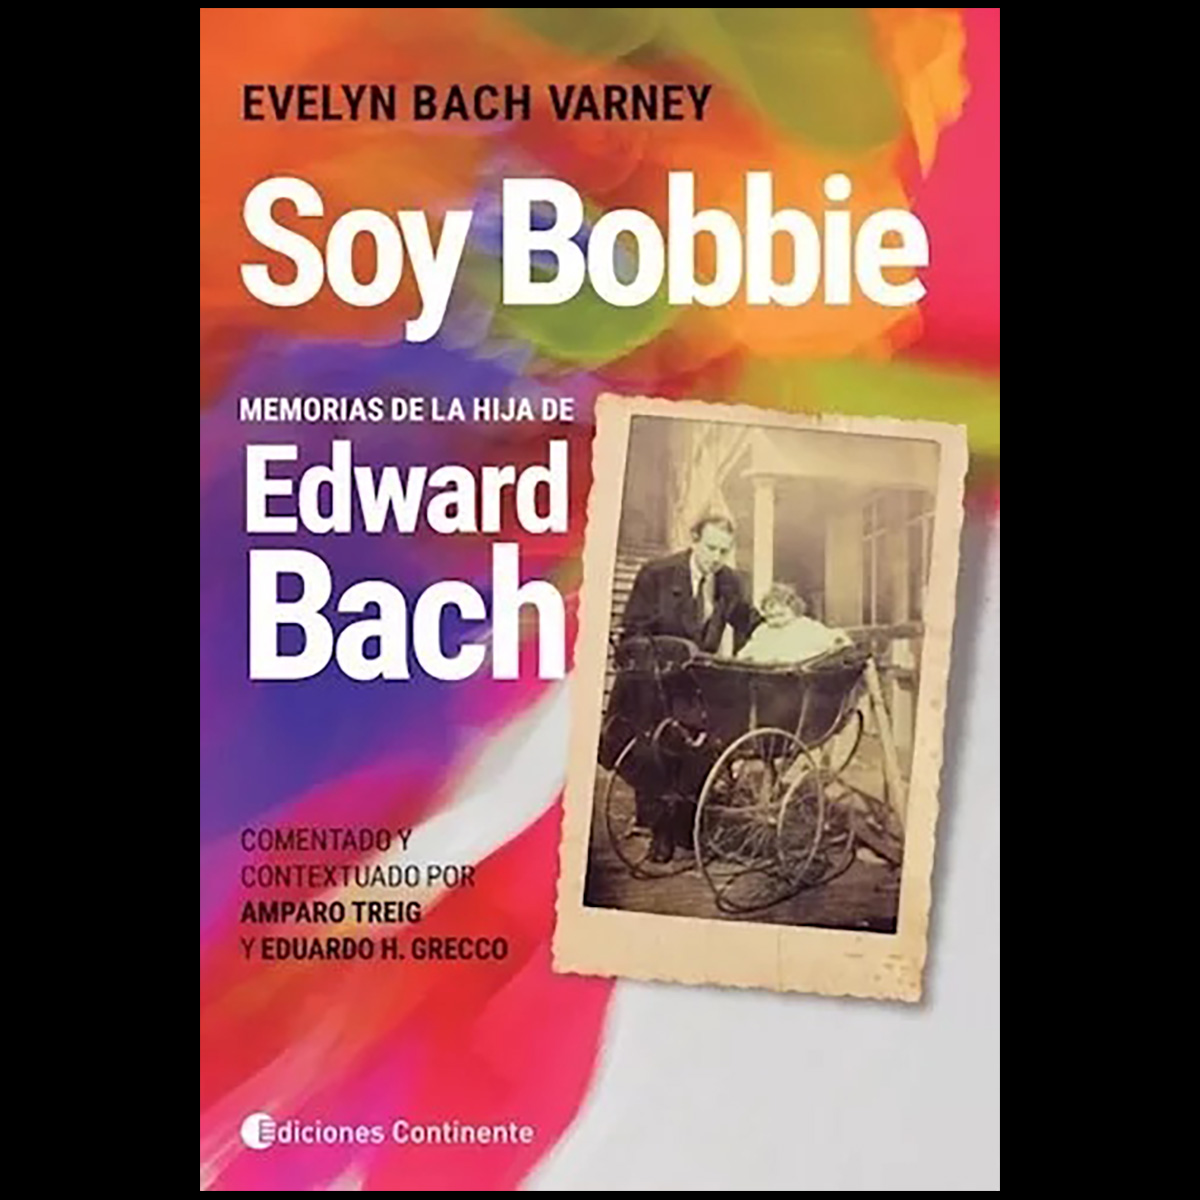 EVELYN BACH VARNEY
Soy Bobbie
MEMORIAS DE LA HIJA DE
Edward
Bach
COMENTADO Y
CONTEXTUADO POR
AMPARO TREIG
Y EDUARDO H. GRECCO
Ediciones Continente